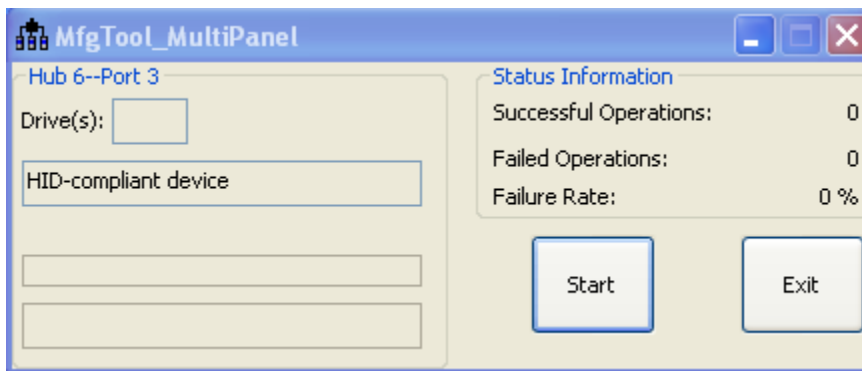 MfgTool_MultiPanel
Hub 6--Port 3
Drive(s):
HID-compliant device
Status Information
Successful Operations: 0
Failed Operations: 0
Failure Rate: 0 %
Start Exit